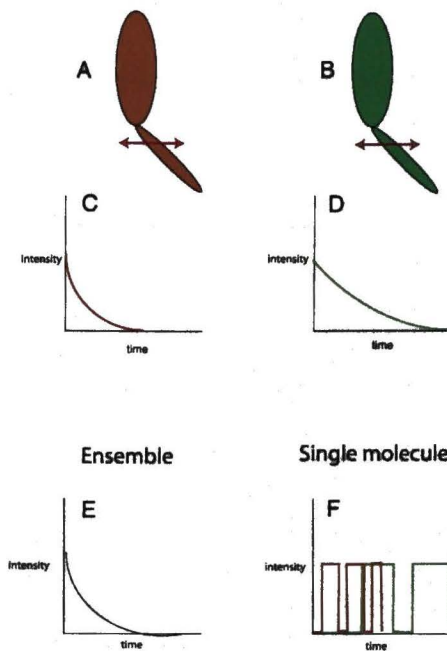 A
B
C
D
Intensity
intensity
time
time
Ensemble
Single molecule
E
F
Intensity
intensity
time
time